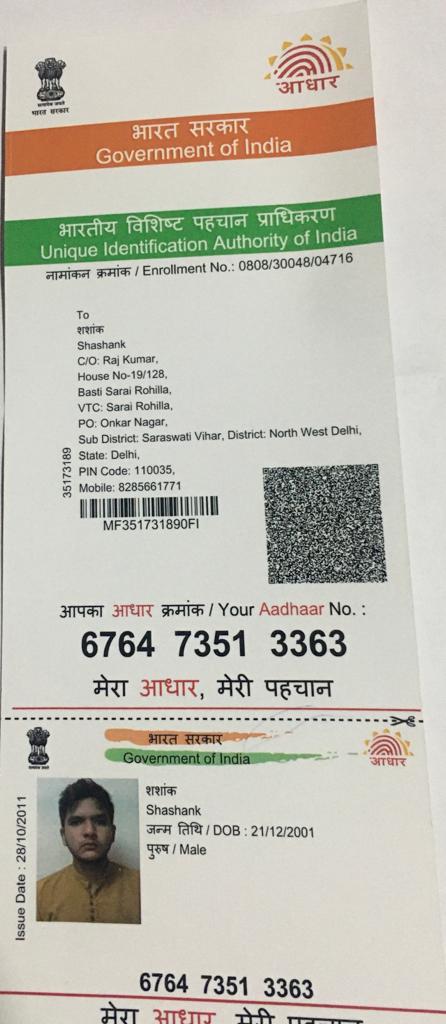 सत्यमेव जयते
भारत सरकार
आधार
भारत सरकार
Government of India
भारतीय विशिष्ट पहचान प्राधिकरण
Unique Identification Authority of India
नामांकन क्रमांक / Enrollment No.: 0808/30048/04716
To
शशांक
Shashank
C/O: Raj Kumar,
House No-19/128,
Basti Sarai Rohilla,
VTC: Sarai Rohilla,
PO: Onkar Nagar,
Sub District: Saraswati Vihar, District: North West Delhi,
State: Delhi,
PIN Code: 110035,
Mobile: 8285661771
35173189
MF351731890FI
आपका आधार क्रमांक / Your Aadhaar No. :
6764 7351 3363
मेरा आधार, मेरी पहचान
भारत सरकार
Government of India
आधार
Issue Date : 28/10/2011
शशांक
Shashank
जन्म तिथि / DOB : 21/12/2001
पुरुष / Male
6764 7351 3363
मेरा आधार, मेरी पहचान